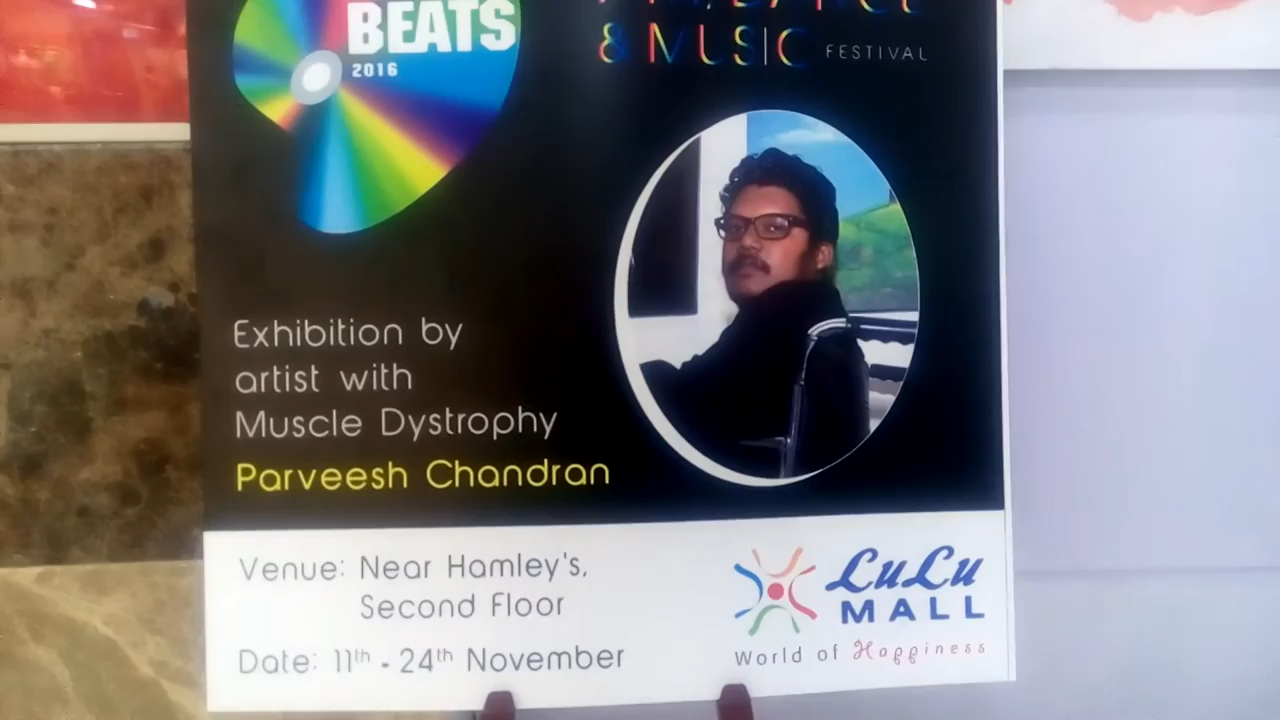 BEATS
2016
& MUSIC FESTIVAL
Exhibition by
artist with
Muscle Dystrophy
Parveesh Chandran
Venue: Near Hamley's,
Second Floor
Date: 11th - 24th November
LuLu
MALL
World of Happiness